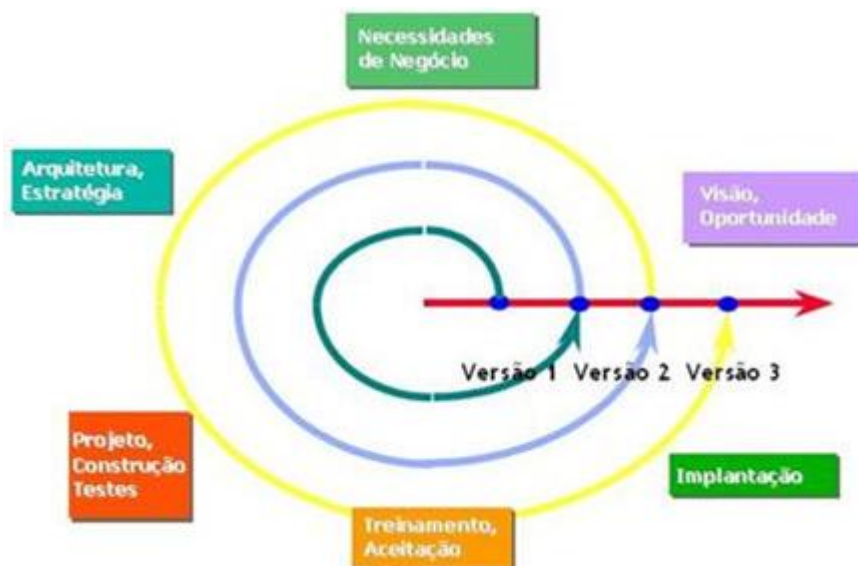 Necessidades
de Negócio
Arquitetura,
Estratégia
Visão,
Oportunidade
Versão 1 Versão 2 Versão 3
Projeto,
Construção
Testes
Implantação
Treinamento,
Aceitação